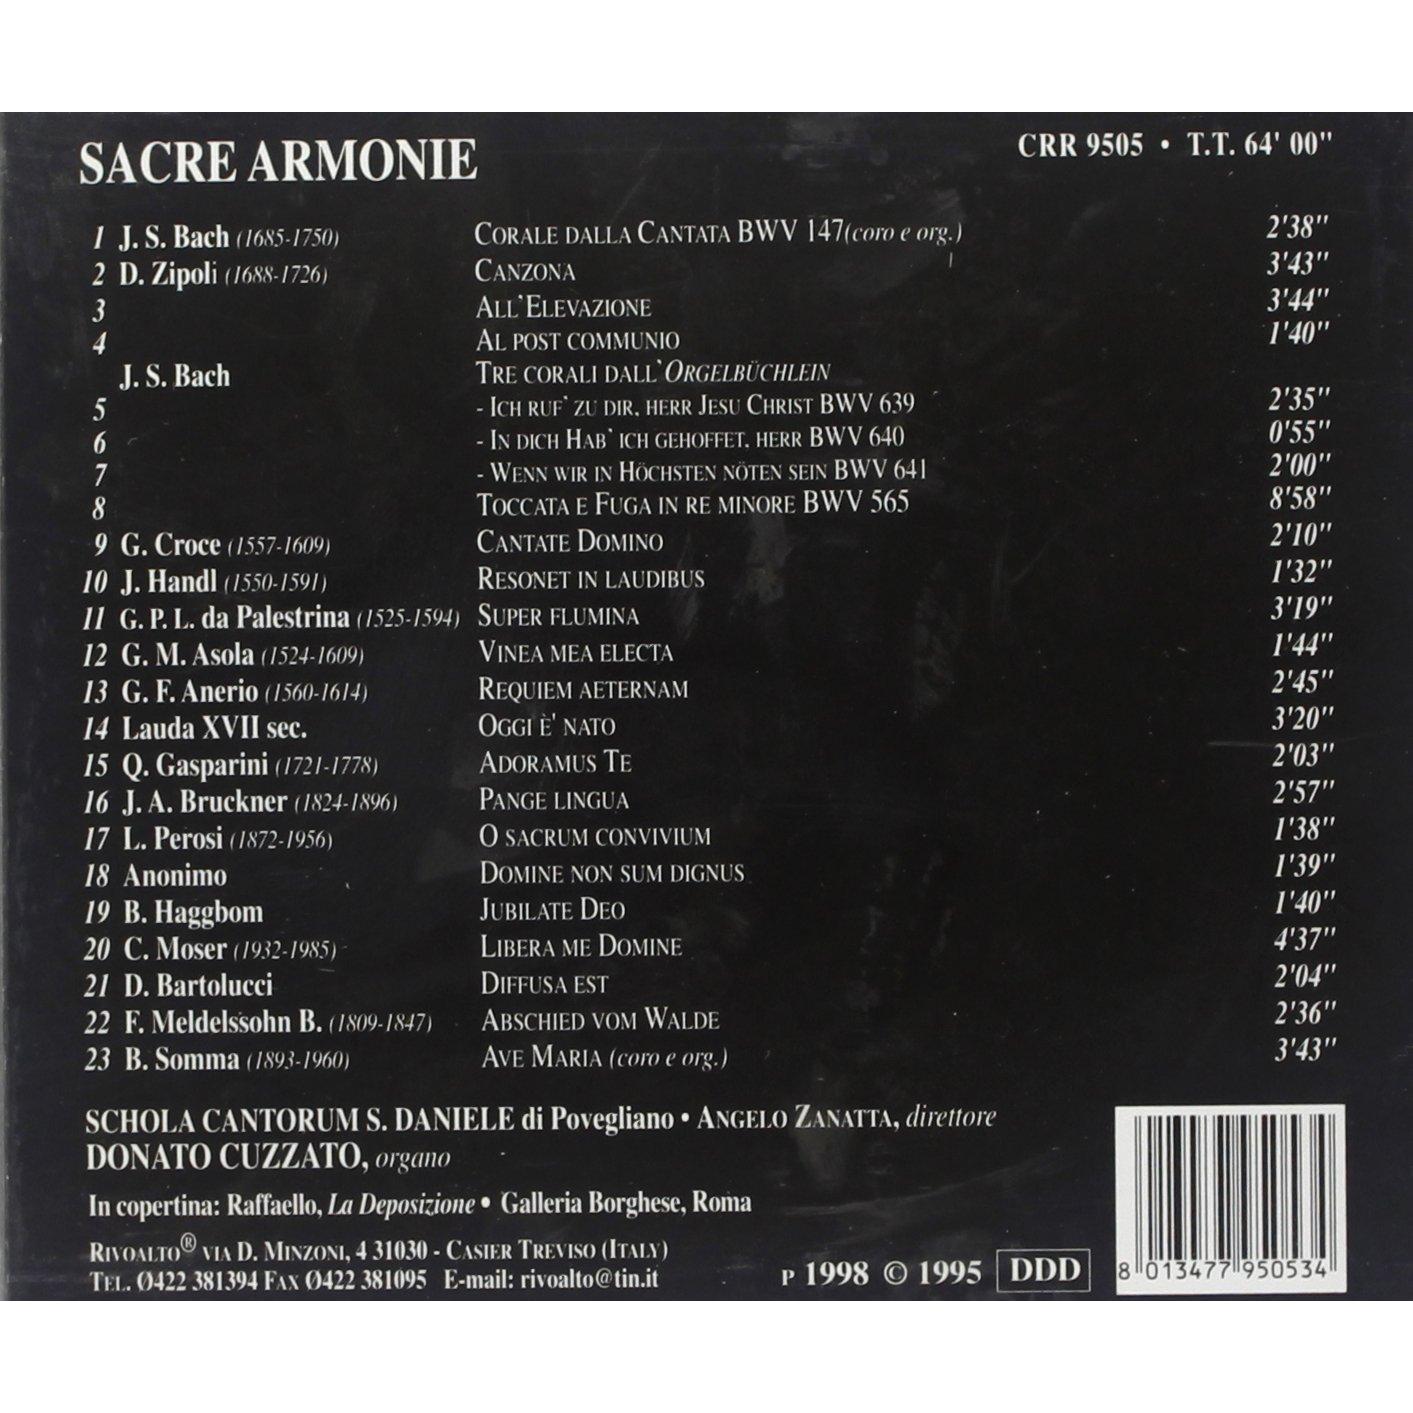 SACRE ARMONIE CRR 9505 • T.T. 64' 00"
1 J. S. Bach (1685-1750) CORALE DALLA CANTATA BWV 147(coro e org.) 2'38"
2 D. Zipoli (1688-1726) CANZONA 3'43"
3 ALL'ELEVAZIONE 3'44"
4 AL POST COMMUNIO 1'40"
J. S. Bach TRE CORALI DALL'ORGELBÜCHLEIN
5 - ICH RUF' ZU DIR, HERR JESU CHRIST BWV 639 2'35"
6 - IN DICH HAB' ICH GEHOFFET, HERR BWV 640 0'55"
7 - WENN WIR IN HÖCHSTEN NÖTEN SEIN BWV 641 2'00"
8 TOCCATA E FUGA IN RE MINORE BWV 565 8'58"
9 G. Croce (1557-1609) CANTATE DOMINO 2'10"
10 J. Handl (1550-1591) RESONET IN LAUDIBUS 1'32"
11 G. P. L. da Palestrina (1525-1594) SUPER FLUMINA 3'19"
12 G. M. Asola (1524-1609) VINEA MEA ELECTA 1'44"
13 G. F. Anerio (1560-1614) REQUIEM AETERNAM 2'45"
14 Lauda XVII sec. OGGI È' NATO 3'20"
15 Q. Gasparini (1721-1778) ADORAMUS TE 2'03"
16 J. A. Bruckner (1824-1896) PANGE LINGUA 2'57"
17 L. Perosi (1872-1956) O SACRUM CONVIVIUM 1'38"
18 Anonimo DOMINE NON SUM DIGNUS 1'39"
19 B. Haggbom JUBILATE DEO 1'40"
20 C. Moser (1932-1985) LIBERA ME DOMINE 4'37"
21 D. Bartolucci DIFFUSA EST 2'04"
22 F. Meldelssohn B. (1809-1847) ABSCHIED VOM WALDE 2'36"
23 B. Somma (1893-1960) AVE MARIA (coro e org.) 3'43"
SCHOLA CANTORUM S. DANIELE di Povegliano • ANGELO ZANATTA, direttore
DONATO CUZZATO, organo
In copertina: Raffaello, La Deposizione • Galleria Borghese, Roma
RIVOALTO® VIA D. MINZONI, 4 31030 - CASIER TREVISO (ITALY)
TEL. Ø422 381394 FAX Ø422 381095 E-mail: rivoalto@tin.it
P 1998 © 1995 DDD
8 013477 950534